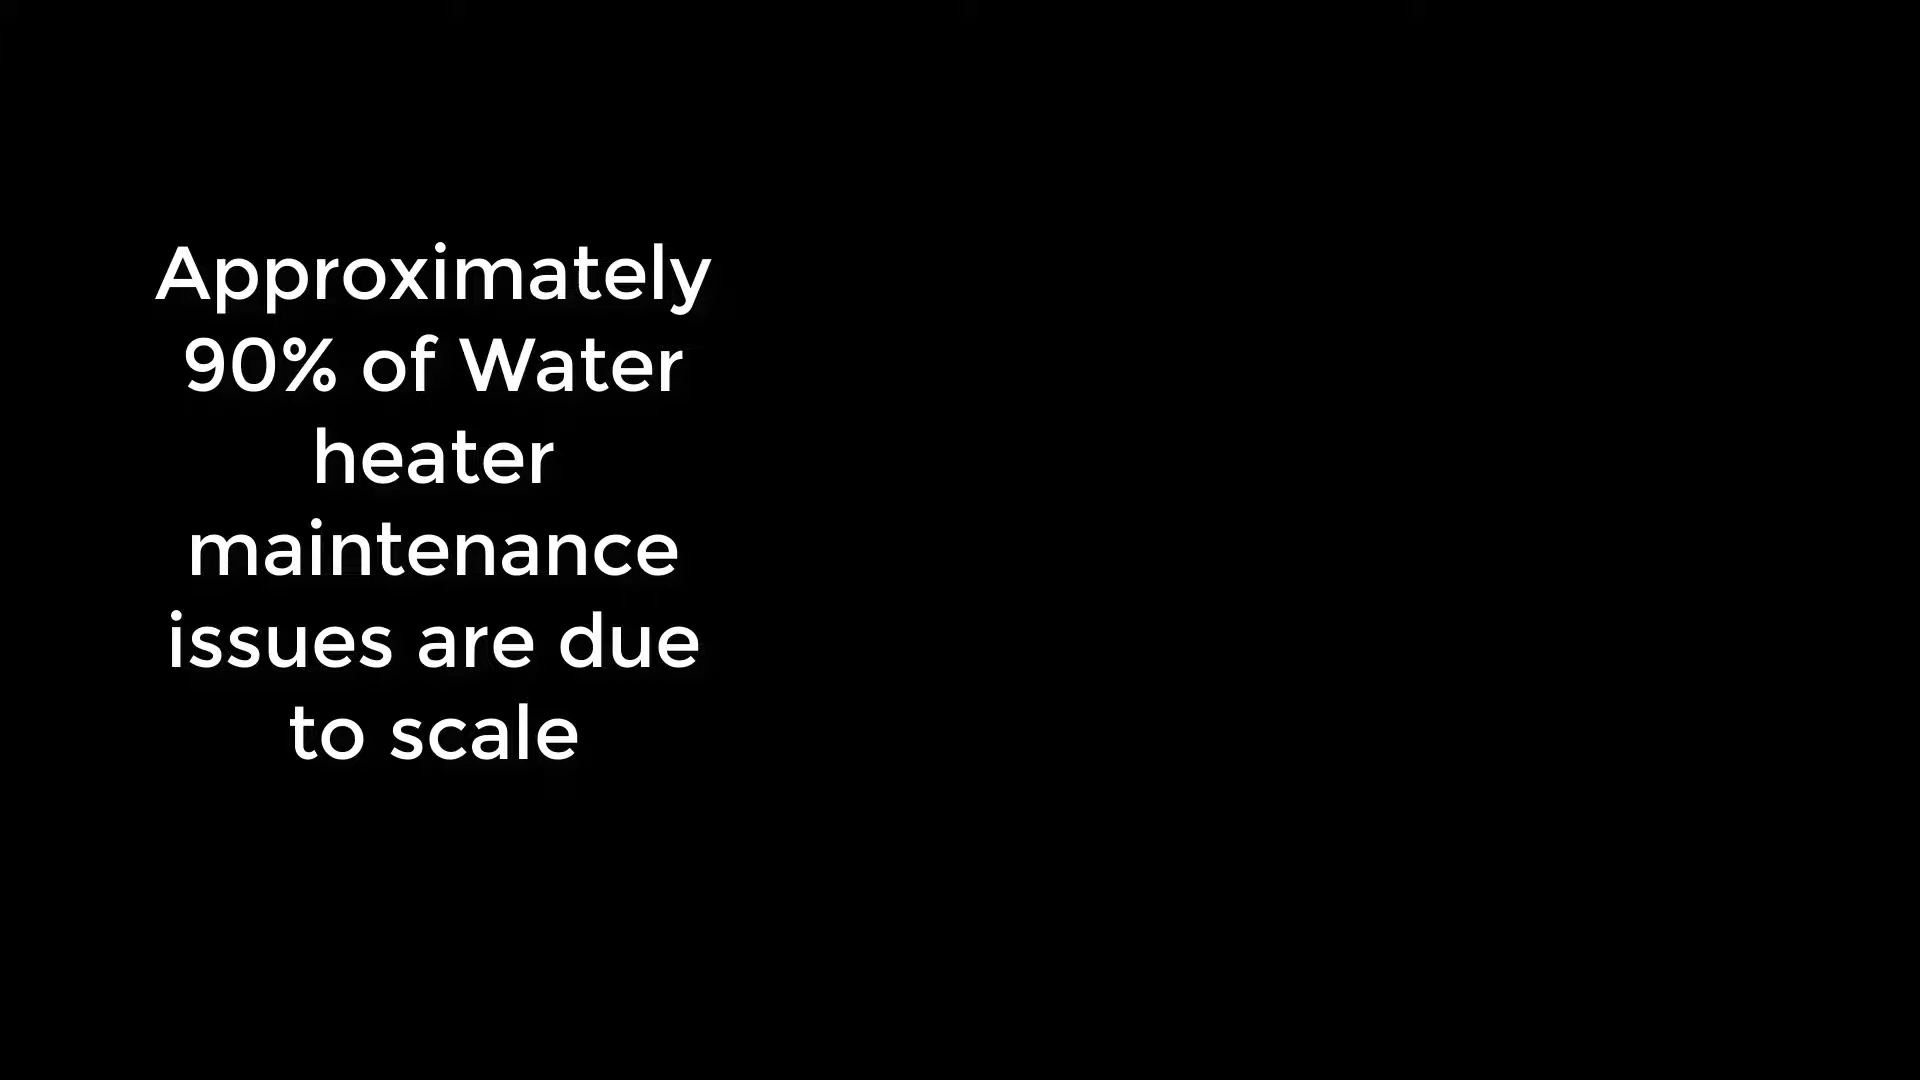 Approximately
90% of Water
heater
maintenance
issues are due
to scale